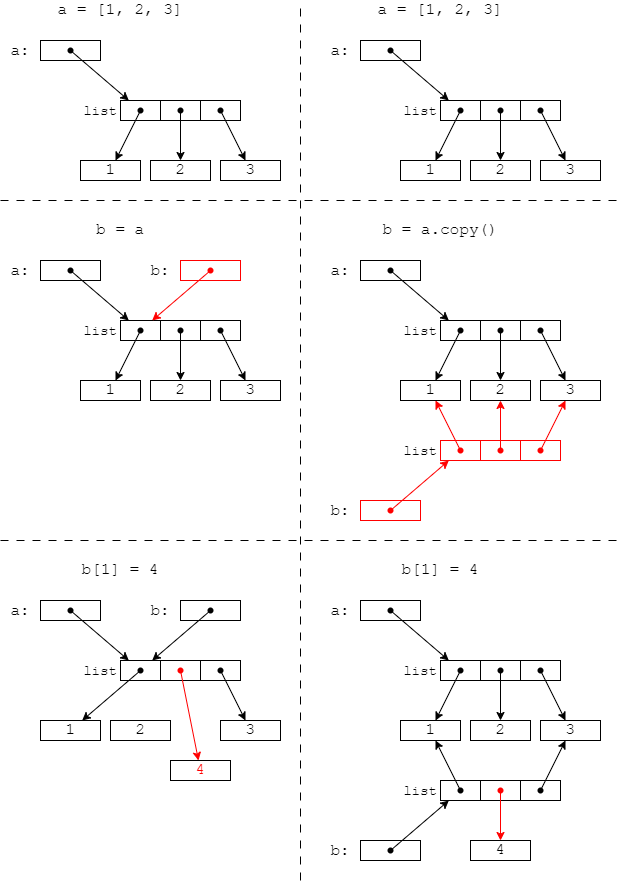 a = [1, 2, 3]
a:
list
1 2 3
a = [1, 2, 3]
a:
list
1 2 3
b = a
a: b:
list
1 2 3
b = a.copy()
a:
list
1 2 3
list
b:
b[1] = 4
a: b:
list
1 2 3
4
b[1] = 4
a:
list
1 2 3
list
b: 4